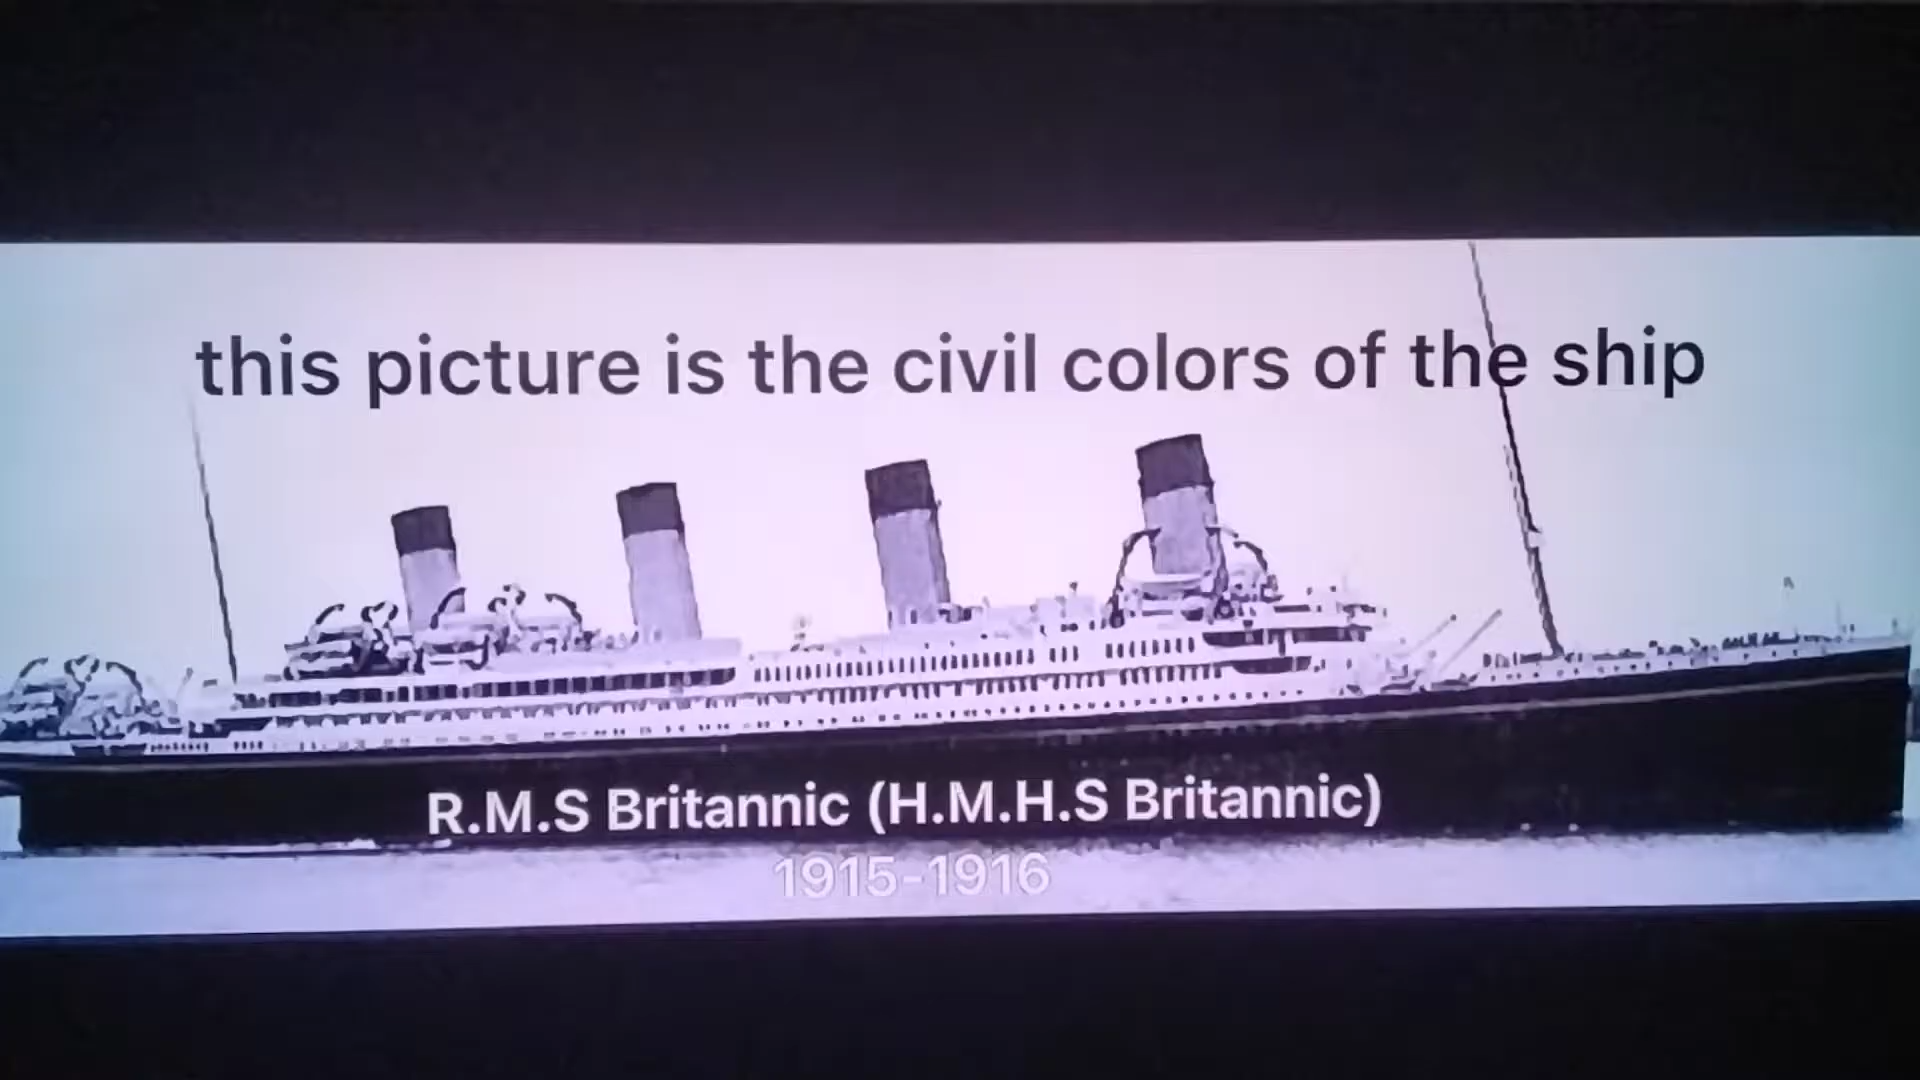 this picture is the civil colors of the ship
R.M.S Britannic (H.M.H.S Britannic)
1915-1916